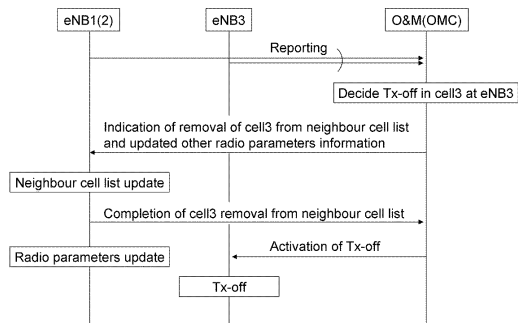 eNB1(2)
eNB3
O&M(OMC)
Reporting
Decide Tx-off in cell3 at eNB3
Indication of removal of cell3 from neighbour cell list
and updated other radio parameters information
Neighbour cell list update
Completion of cell3 removal from neighbour cell list
Activation of Tx-off
Radio parameters update
Tx-off